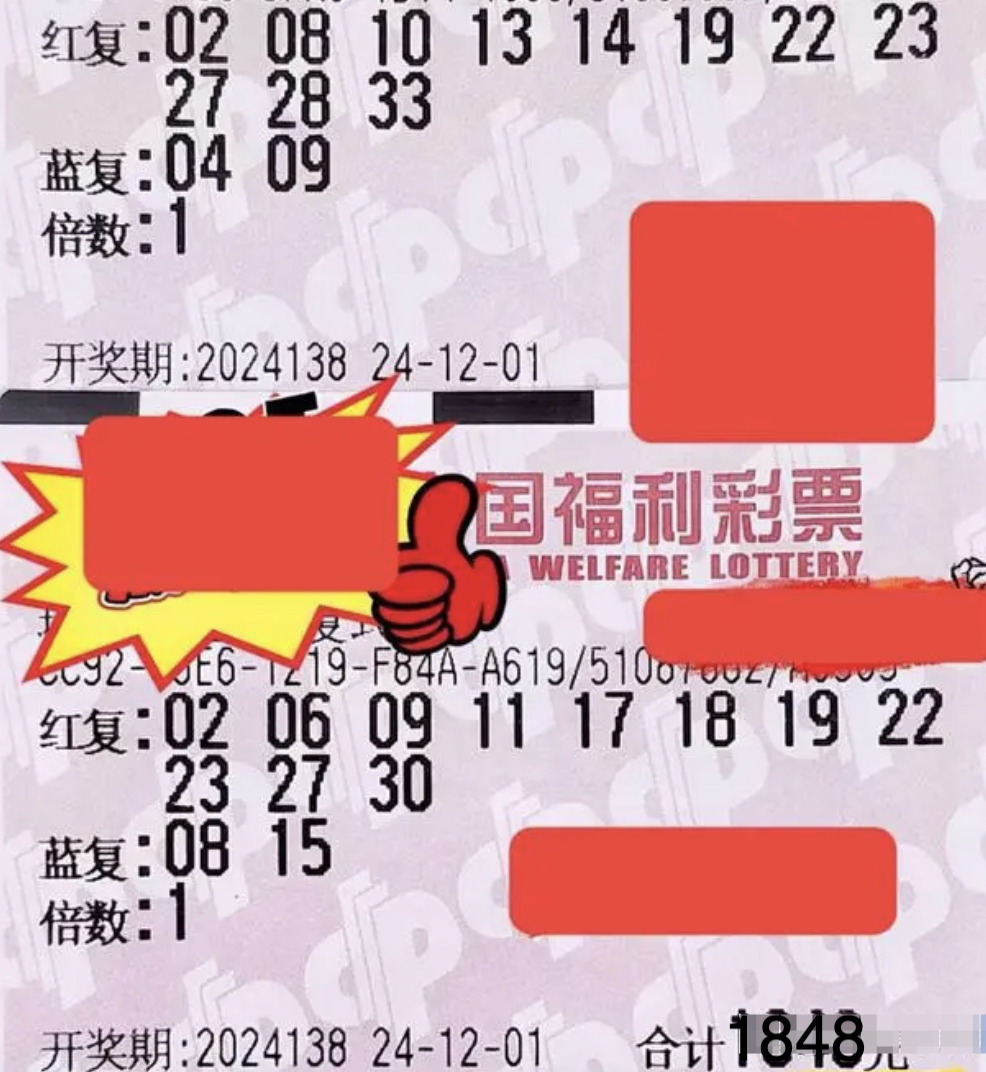 红复:02 08 10 13 14 19 22 23
27 28 33
蓝复:04 09
倍数:1
开奖期:2024138 24-12-01
国福利彩票
WELFARE LOTTERY
红复:02 06 09 11 17 18 19 22
23 27 30
蓝复:08 15
倍数:1
开奖期:2024138 24-12-01 合计1848元